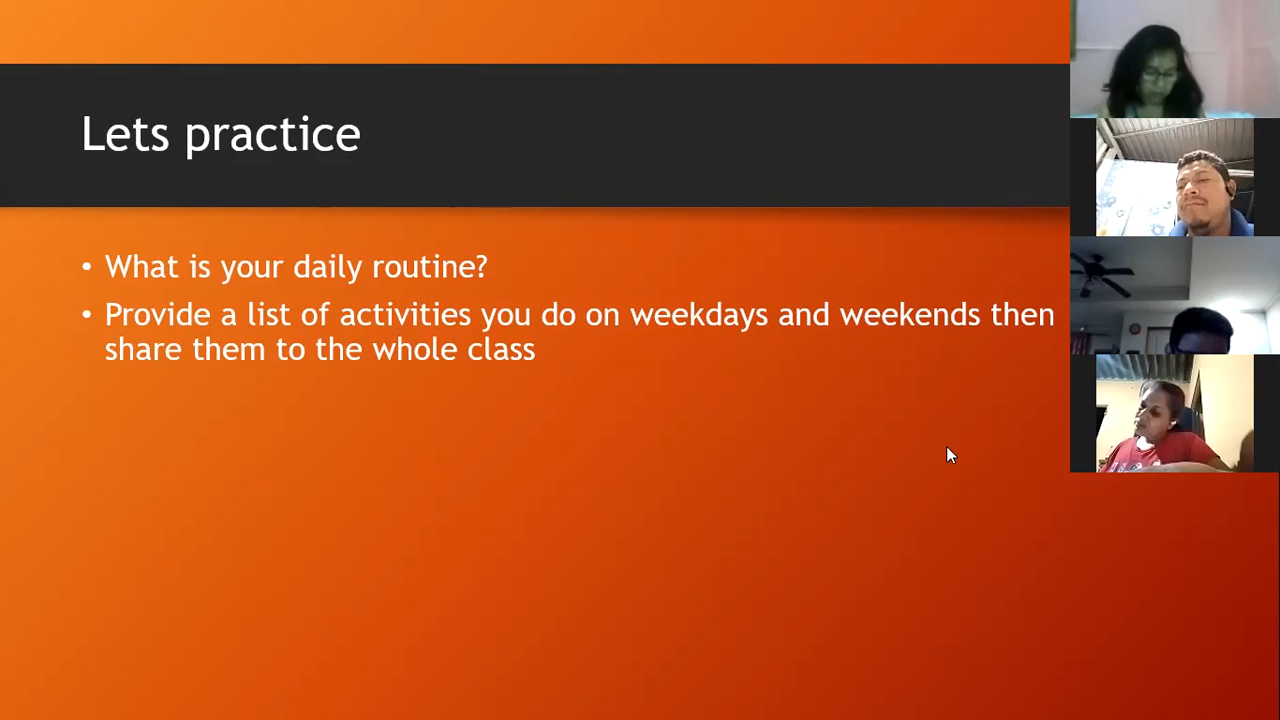 Lets practice
• What is your daily routine?
• Provide a list of activities you do on weekdays and weekends then
share them to the whole class